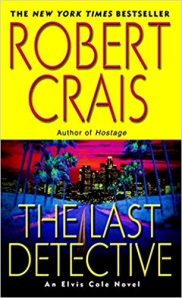 THE NEW YORK TIMES BESTSELLER
ROBERT
CRAIS
Author of Hostage
THE LAST
DETECTIVE
An Elvis Cole Novel